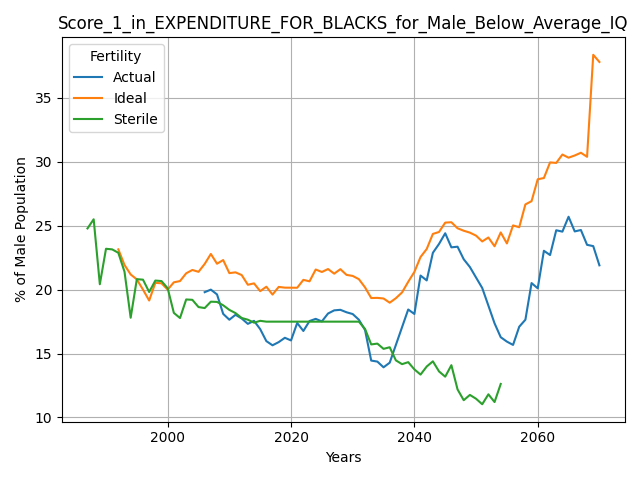 Score_1_in_EXPENDITURE_FOR_BLACKS_for_Male_Below_Average_IQ
Fertility
Actual
Ideal
Sterile
% of Male Population
35
30
25
20
15
10
2000
2020
2040
2060
Years